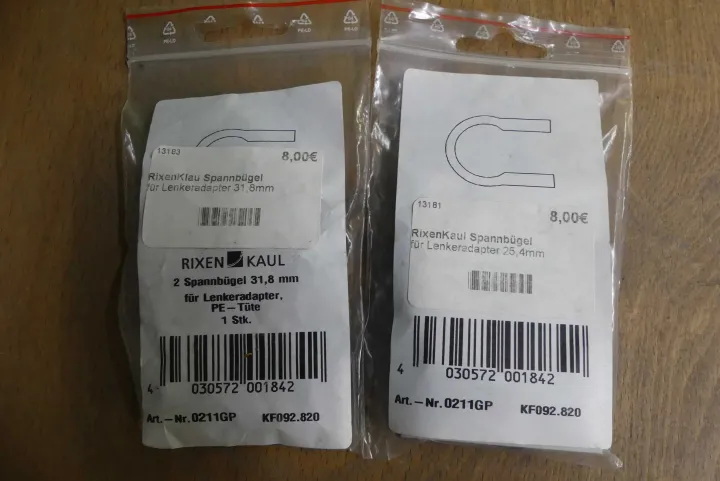 13183
8,00€
RixenKlau Spannbügel
für Lenkeradapter 31,8mm
RIXEN KAUL
2 Spannbügel 31,8 mm
für Lenkeradapter,
PE-Tüte
1 Stk.
4 030572 001842
Art.-Nr.0211GP KF092.820
13181
8,00€
RixenKaul Spannbügel
für Lenkeradapter 25,4mm
4 030572 001842
Art.-Nr.0211GP KF092.820